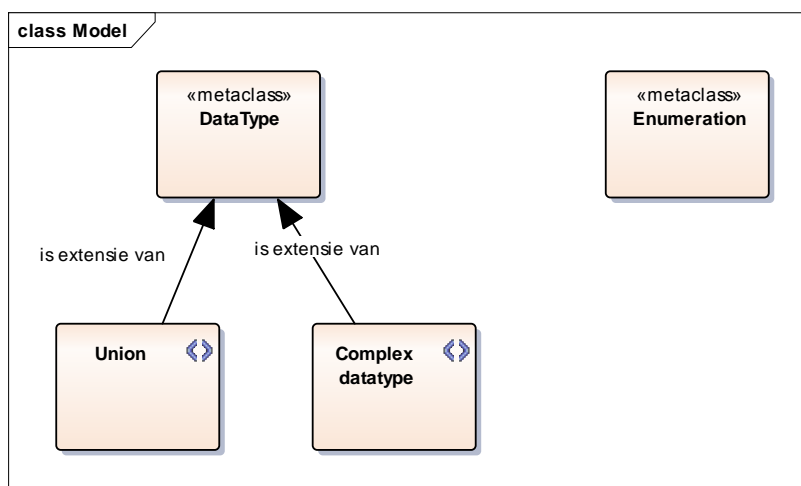 class Model
«metaclass»
DataType
«metaclass»
Enumeration
is extensie van
is extensie van
Union
Complex
datatype